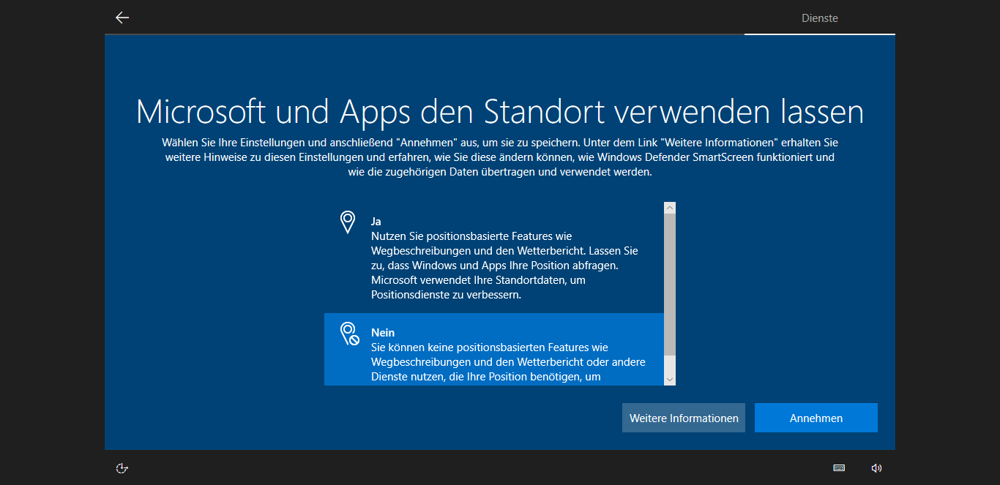 Dienste
Microsoft und Apps den Standort verwenden lassen
Wählen Sie Ihre Einstellungen und anschließend "Annehmen" aus, um sie zu speichern. Unter dem Link "Weitere Informationen" erhalten Sie
weitere Hinweise zu diesen Einstellungen und erfahren, wie Sie diese ändern können, wie Windows Defender SmartScreen funktioniert und
wie die zugehörigen Daten übertragen und verwendet werden.
Ja
Nutzen Sie positionsbasierte Features wie
Wegbeschreibungen und den Wetterbericht. Lassen Sie
zu, dass Windows und Apps Ihre Position abfragen.
Microsoft verwendet Ihre Standortdaten, um
Positionsdienste zu verbessern.
Nein
Sie können keine positionsbasierten Features wie
Wegbeschreibungen und den Wetterbericht oder andere
Dienste nutzen, die Ihre Position benötigen, um
Weitere Informationen
Annehmen